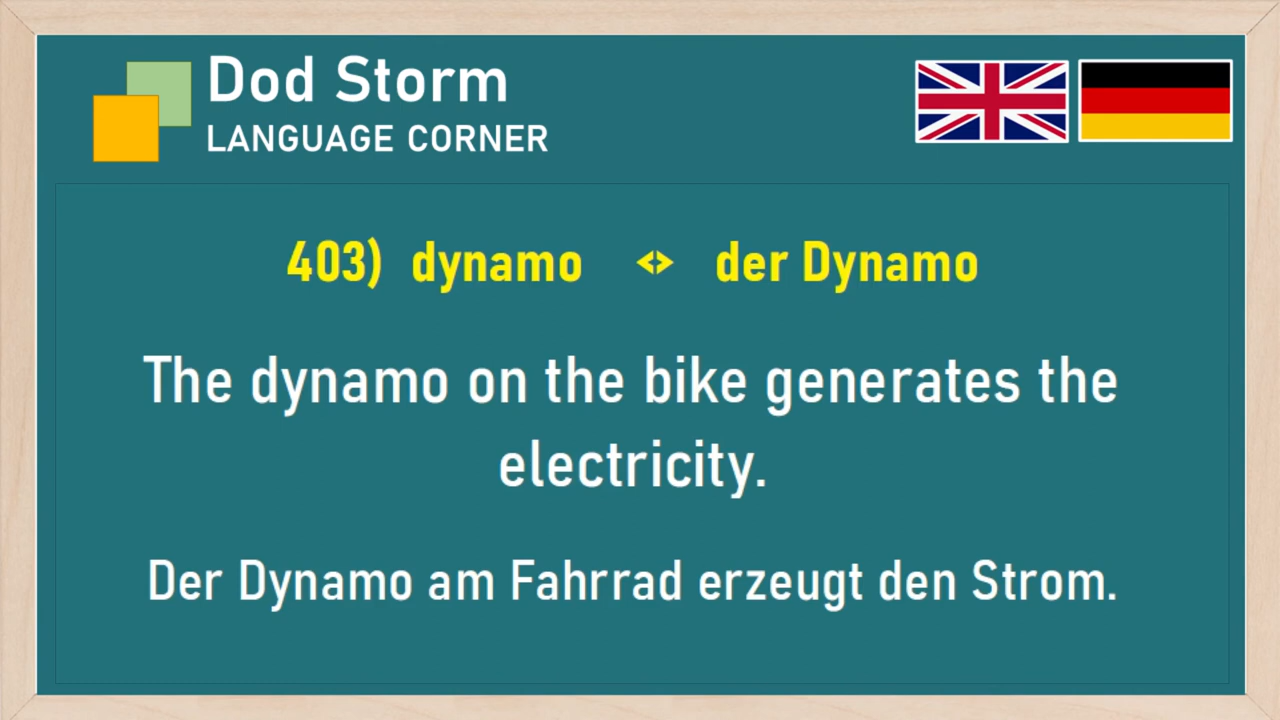 Dod Storm
LANGUAGE CORNER
403) dynamo <> der Dynamo
The dynamo on the bike generates the
electricity.
Der Dynamo am Fahrrad erzeugt den Strom.